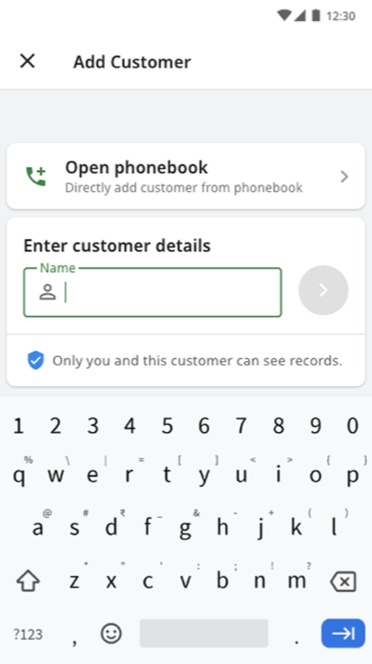 12:30
Add Customer
Open phonebook
Directly add customer from phonebook
Enter customer details
Name
Only you and this customer can see records.
1 2 3 4 5 6 7 8 9 0
% \ | = [ ] < > { }
q w e r t y u i o p
@ # ₹ _ & - + ( )
a s d f g h j k l
* " ' : ; ! ?
z x c v b n m
?123 , .